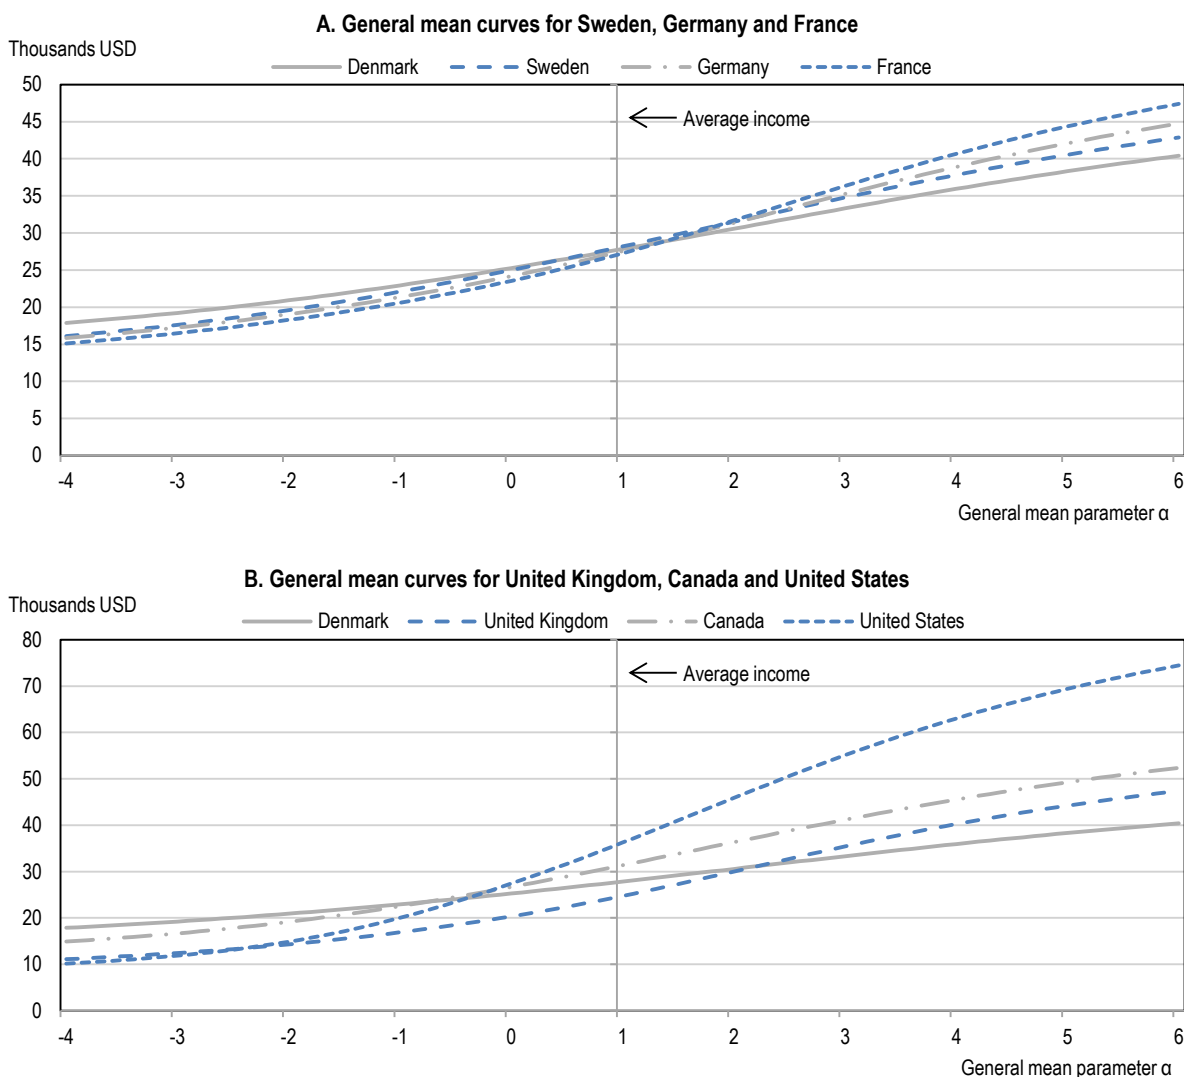 A. General mean curves for Sweden, Germany and France
Thousands USD
Denmark Sweden Germany France
50
45
40
35
30
25
20
15
10
5
0
Average income
-4 -3 -2 -1 0 1 2 3 4 5 6
General mean parameter α
B. General mean curves for United Kingdom, Canada and United States
Thousands USD
Denmark United Kingdom Canada United States
80
70
60
50
40
30
20
10
0
Average income
-4 -3 -2 -1 0 1 2 3 4 5 6
General mean parameter α